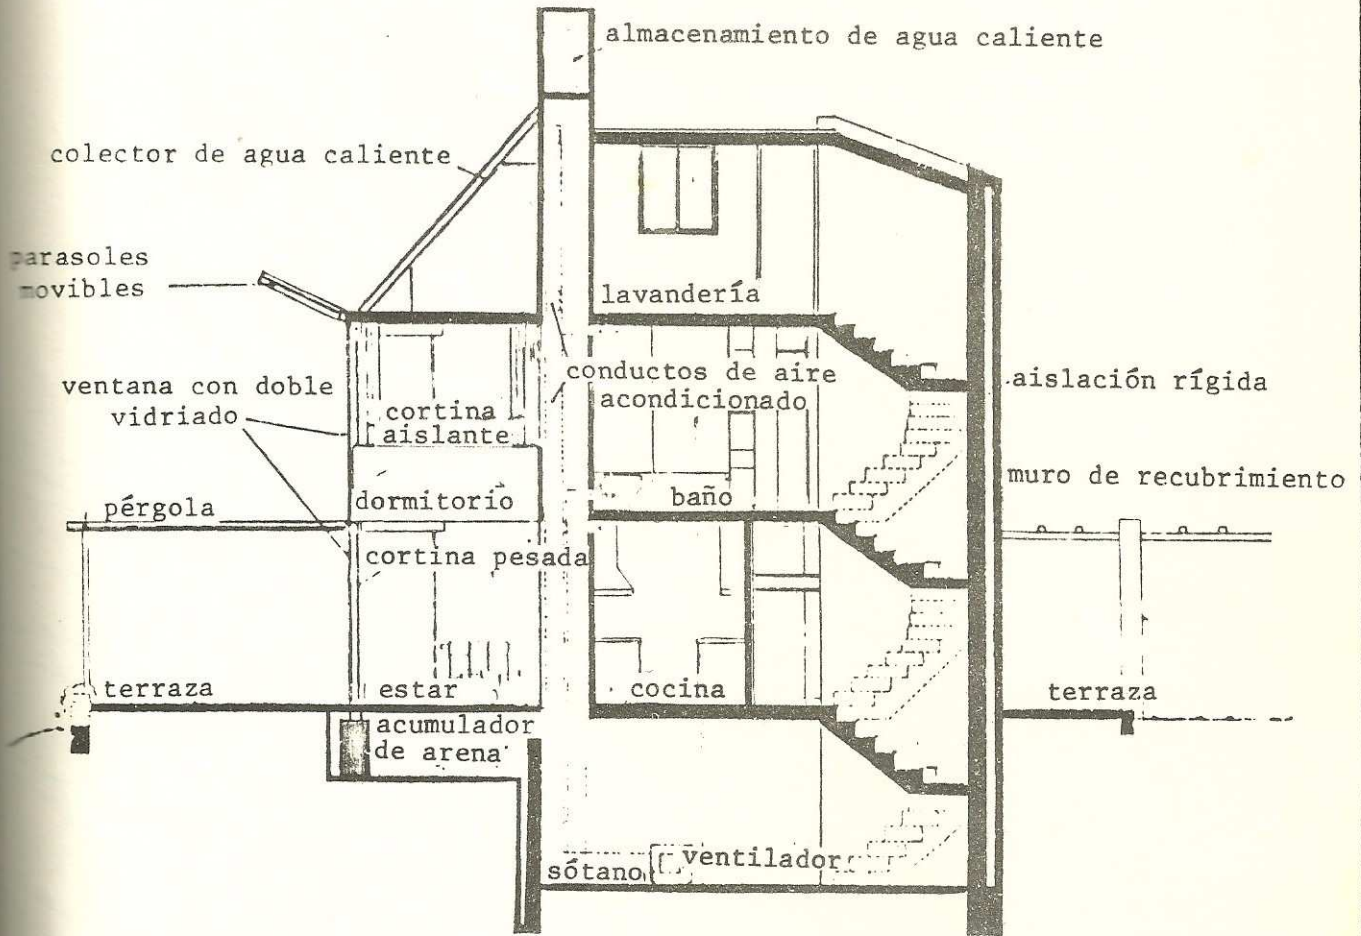 almacenamiento de agua caliente
colector de agua caliente
parasoles
movibles
lavandería
ventana con doble
vidriado
cortina
aislante
conductos de aire
acondicionado
aislación rígida
muro de recubrimiento
pérgola
dormitorio
baño
cortina pesada
terraza
estar
cocina
terraza
acumulador
de arena
sótano
ventilador